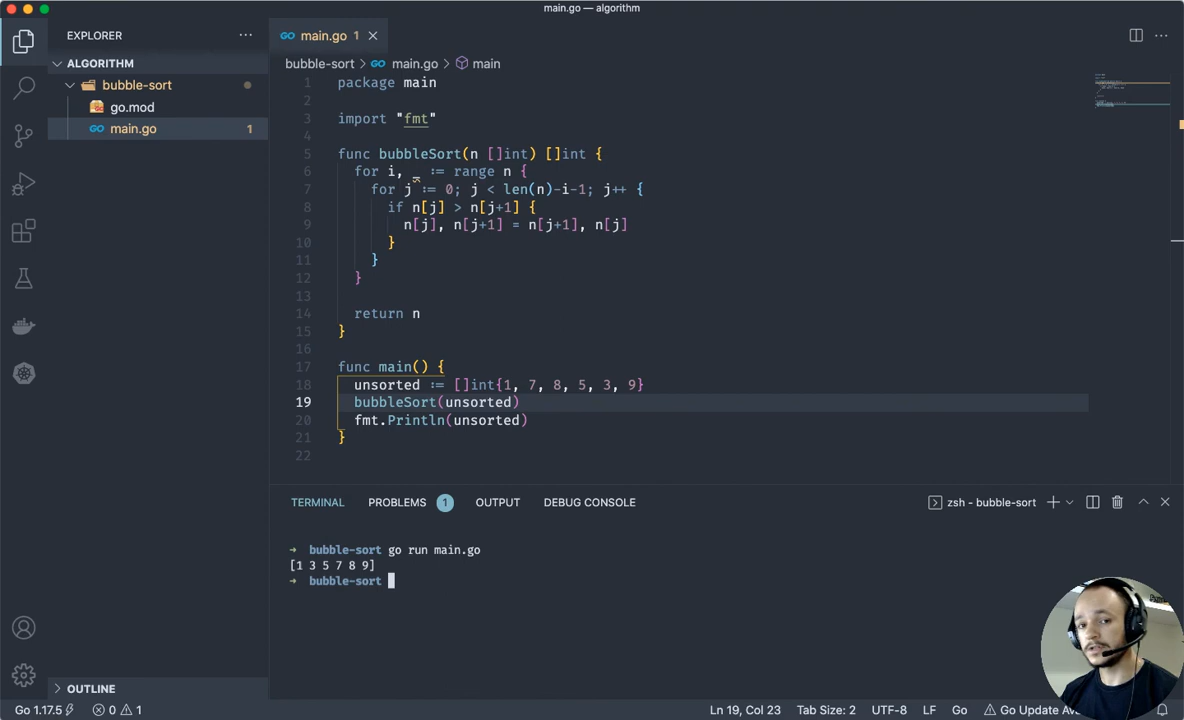 main.go — algorithm
EXPLORER
ALGORITHM
bubble-sort
go.mod
main.go 1
main.go 1
bubble-sort > main.go > main
1 package main
2
3 import "fmt"
4
5 func bubbleSort(n []int) []int {
6 for i, _ := range n {
7 for j := 0; j < len(n)-i-1; j++ {
8 if n[j] > n[j+1] {
9 n[j], n[j+1] = n[j+1], n[j]
10 }
11 }
12 }
13
14 return n
15 }
16
17 func main() {
18 unsorted := []int{1, 7, 8, 5, 3, 9}
19 bubbleSort(unsorted)
20 fmt.Println(unsorted)
21 }
22
TERMINAL PROBLEMS 1 OUTPUT DEBUG CONSOLE
zsh - bubble-sort
→ bubble-sort go run main.go
[1 3 5 7 8 9]
→ bubble-sort
OUTLINE
Go 1.17.5 0 1 Ln 19, Col 23 Tab Size: 2 UTF-8 LF Go Go Update